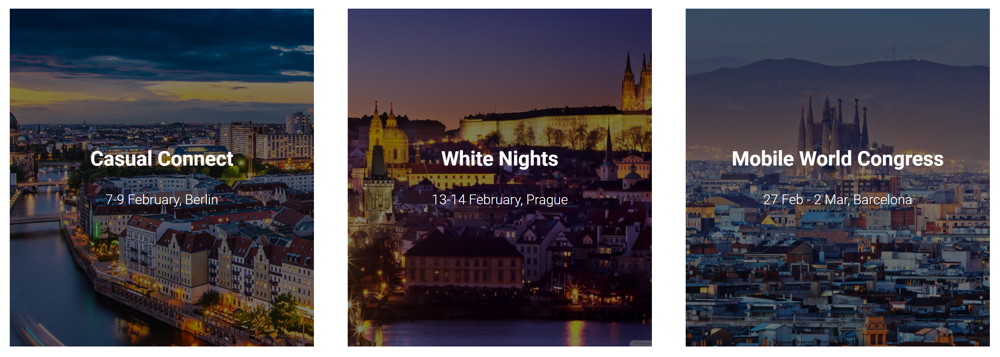 Casual Connect
7-9 February, Berlin
White Nights
13-14 February, Prague
Mobile World Congress
27 Feb - 2 Mar, Barcelona